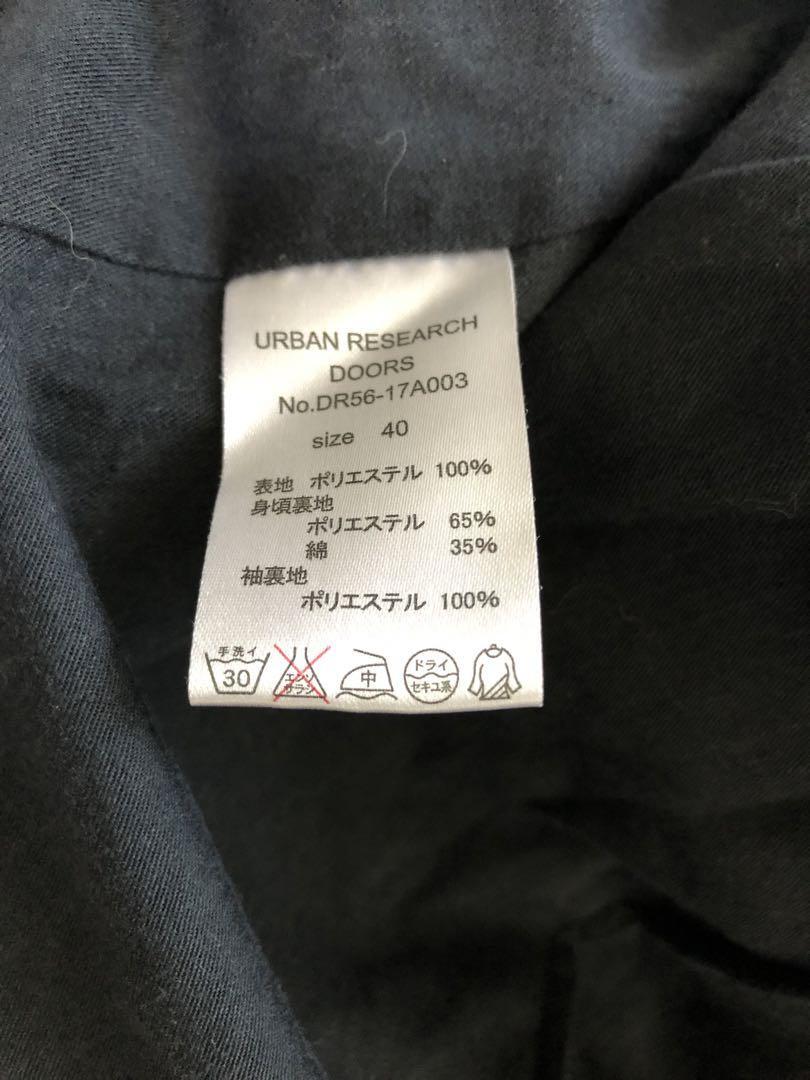 URBAN RESEARCH
DOORS
No.DR56-17A003
size 40
表地 ポリエステル 100%
身頃裏地
ポリエステル 65%
綿 35%
袖裏地
ポリエステル 100%
手洗イ
30
エンソ
サラシ
中
ドライ
セキユ系